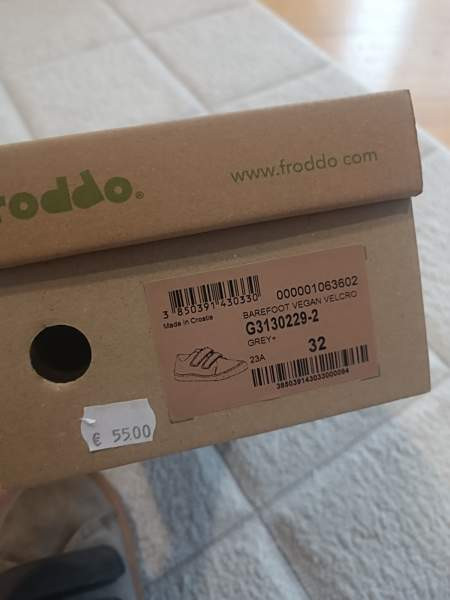 froddo®
www.froddo.com
3 850391 430330
000001063602
Made in Croatia
BAREFOOT VEGAN VELCRO
G3130229-2
GREY+
32
23A
38503914303300094
€ 55.00